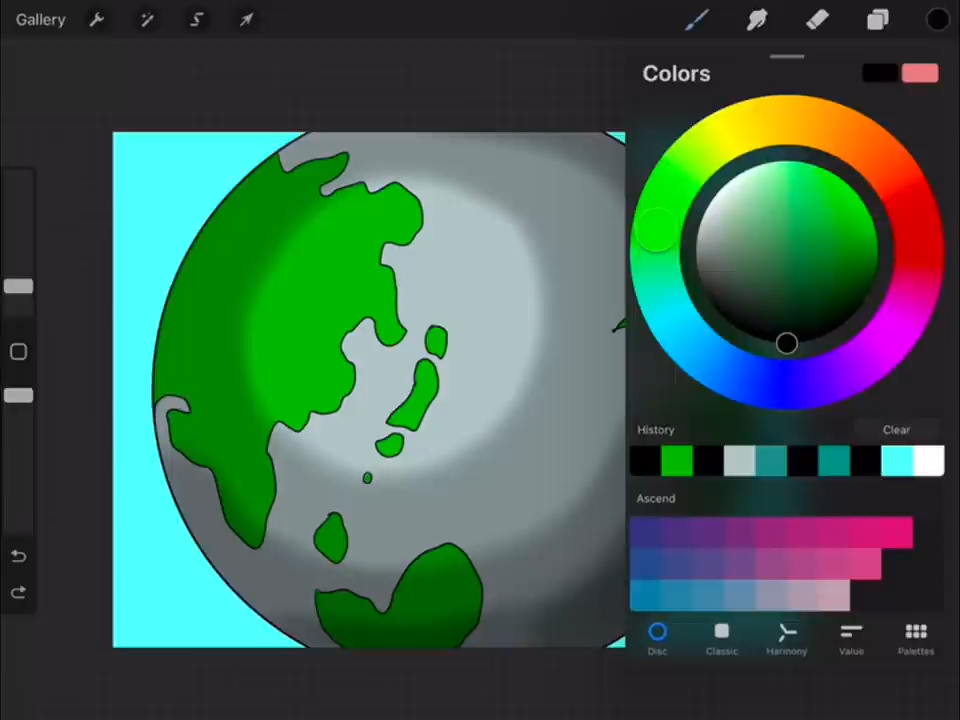 Gallery
Colors
History
Clear
Ascend
Disc
Classic
Harmony
Value
Palettes